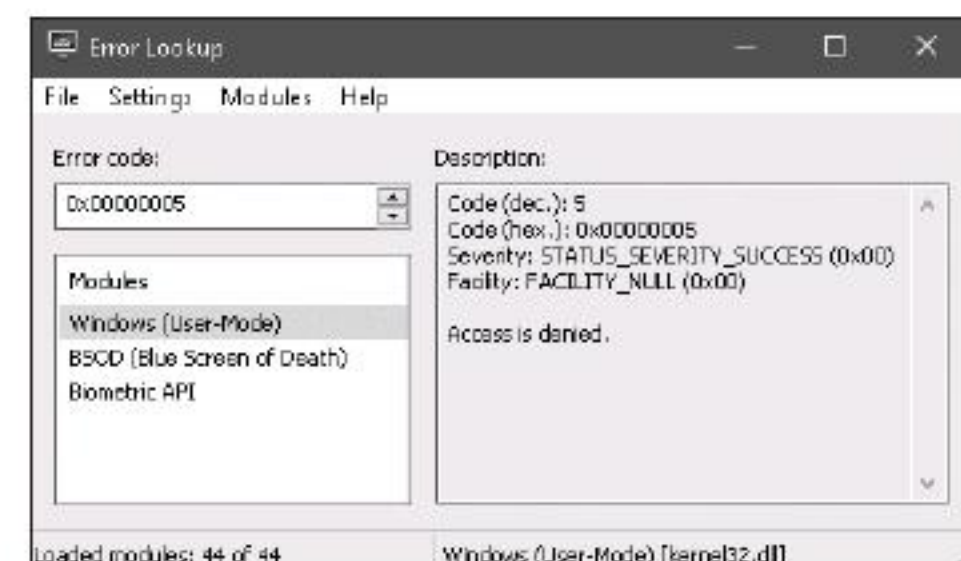 Error Lookup
File Settings Modules Help
Error code:
0x00000005
Modules
Windows (User-Mode)
BSOD (Blue Screen of Death)
Biometric API
Description:
Code (dec.): 5
Code (hex.): 0x00000005
Severity: STATUS_SEVERITY_SUCCESS (0x00)
Facility: FACILITY_NULL (0x00)
Access is denied.
Loaded modules: 44 of 44
Windows (User-Mode) [kernel32.dll]